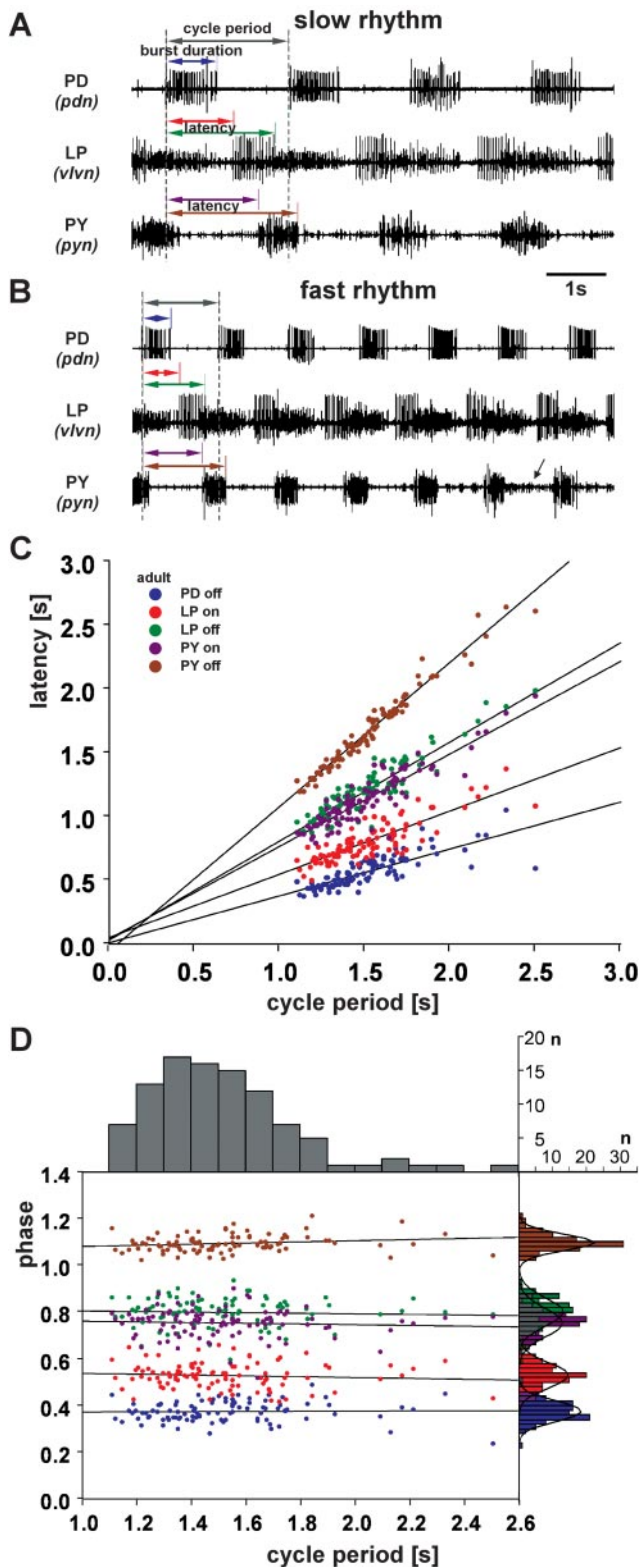 A
slow rhythm
cycle period
burst duration
PD
(pdn)
latency
LP
(vlvn)
latency
PY
(pyn)
1s
B
fast rhythm
PD
(pdn)
LP
(vlvn)
PY
(pyn)
C
3.0
2.5
2.0
1.5
1.0
0.5
0.0
latency [s]
adult
PD off
LP on
LP off
PY on
PY off
0.0 0.5 1.0 1.5 2.0 2.5 3.0
cycle period [s]
D
20 n
15
10
5
n
10 20 30
1.4
1.2
1.0
0.8
0.6
0.4
0.2
0.0
phase
1.0 1.2 1.4 1.6 1.8 2.0 2.2 2.4 2.6
cycle period [s]